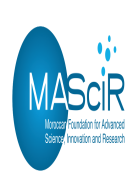 MAScIR
Moroccan Foundation for Advanced
Science, Innovation and Research